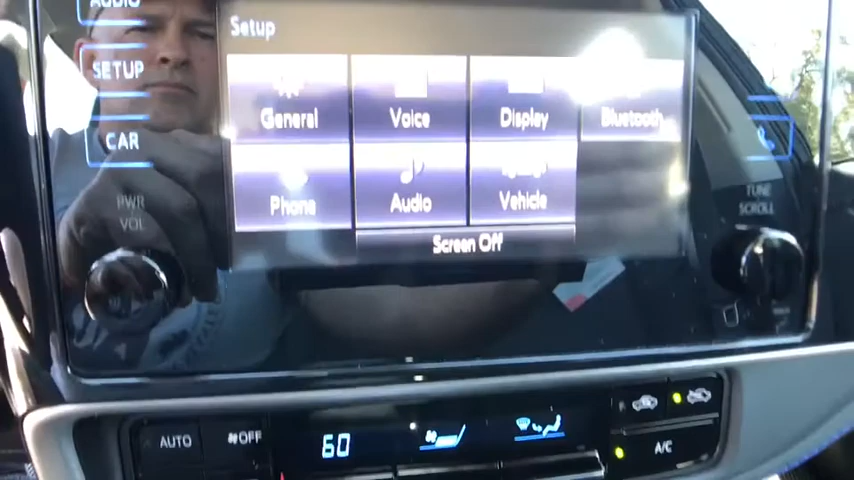 AUDIO
Setup
SETUP
General Voice Display Bluetooth
CAR
Phone Audio Vehicle
PWR
VOL
TUNE
SCROLL
Screen Off
AUTO
OFF
60
A/C